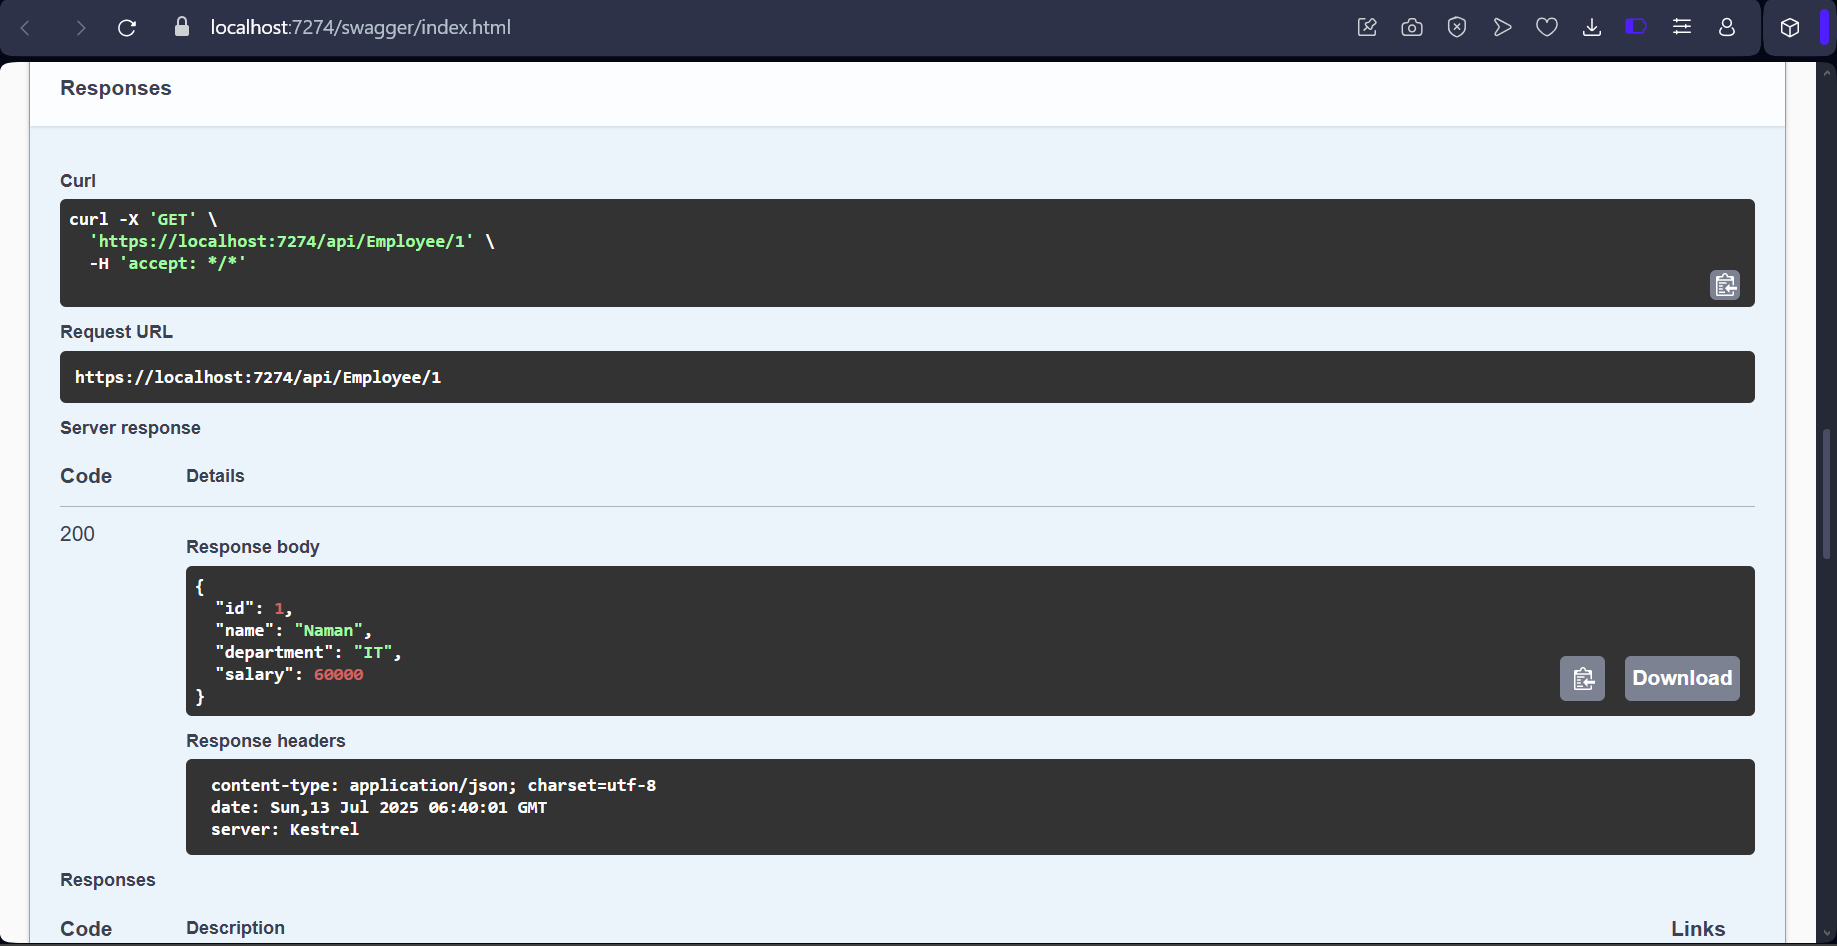 localhost:7274/swagger/index.html
Responses
Curl
curl -X 'GET' \
  'https://localhost:7274/api/Employee/1' \
  -H 'accept: */*'
Request URL
https://localhost:7274/api/Employee/1
Server response
Code Details
200
Response body
{
  "id": 1,
  "name": "Naman",
  "department": "IT",
  "salary": 60000
}
Download
Response headers
content-type: application/json; charset=utf-8
date: Sun,13 Jul 2025 06:40:01 GMT
server: Kestrel
Responses
Code Description Links